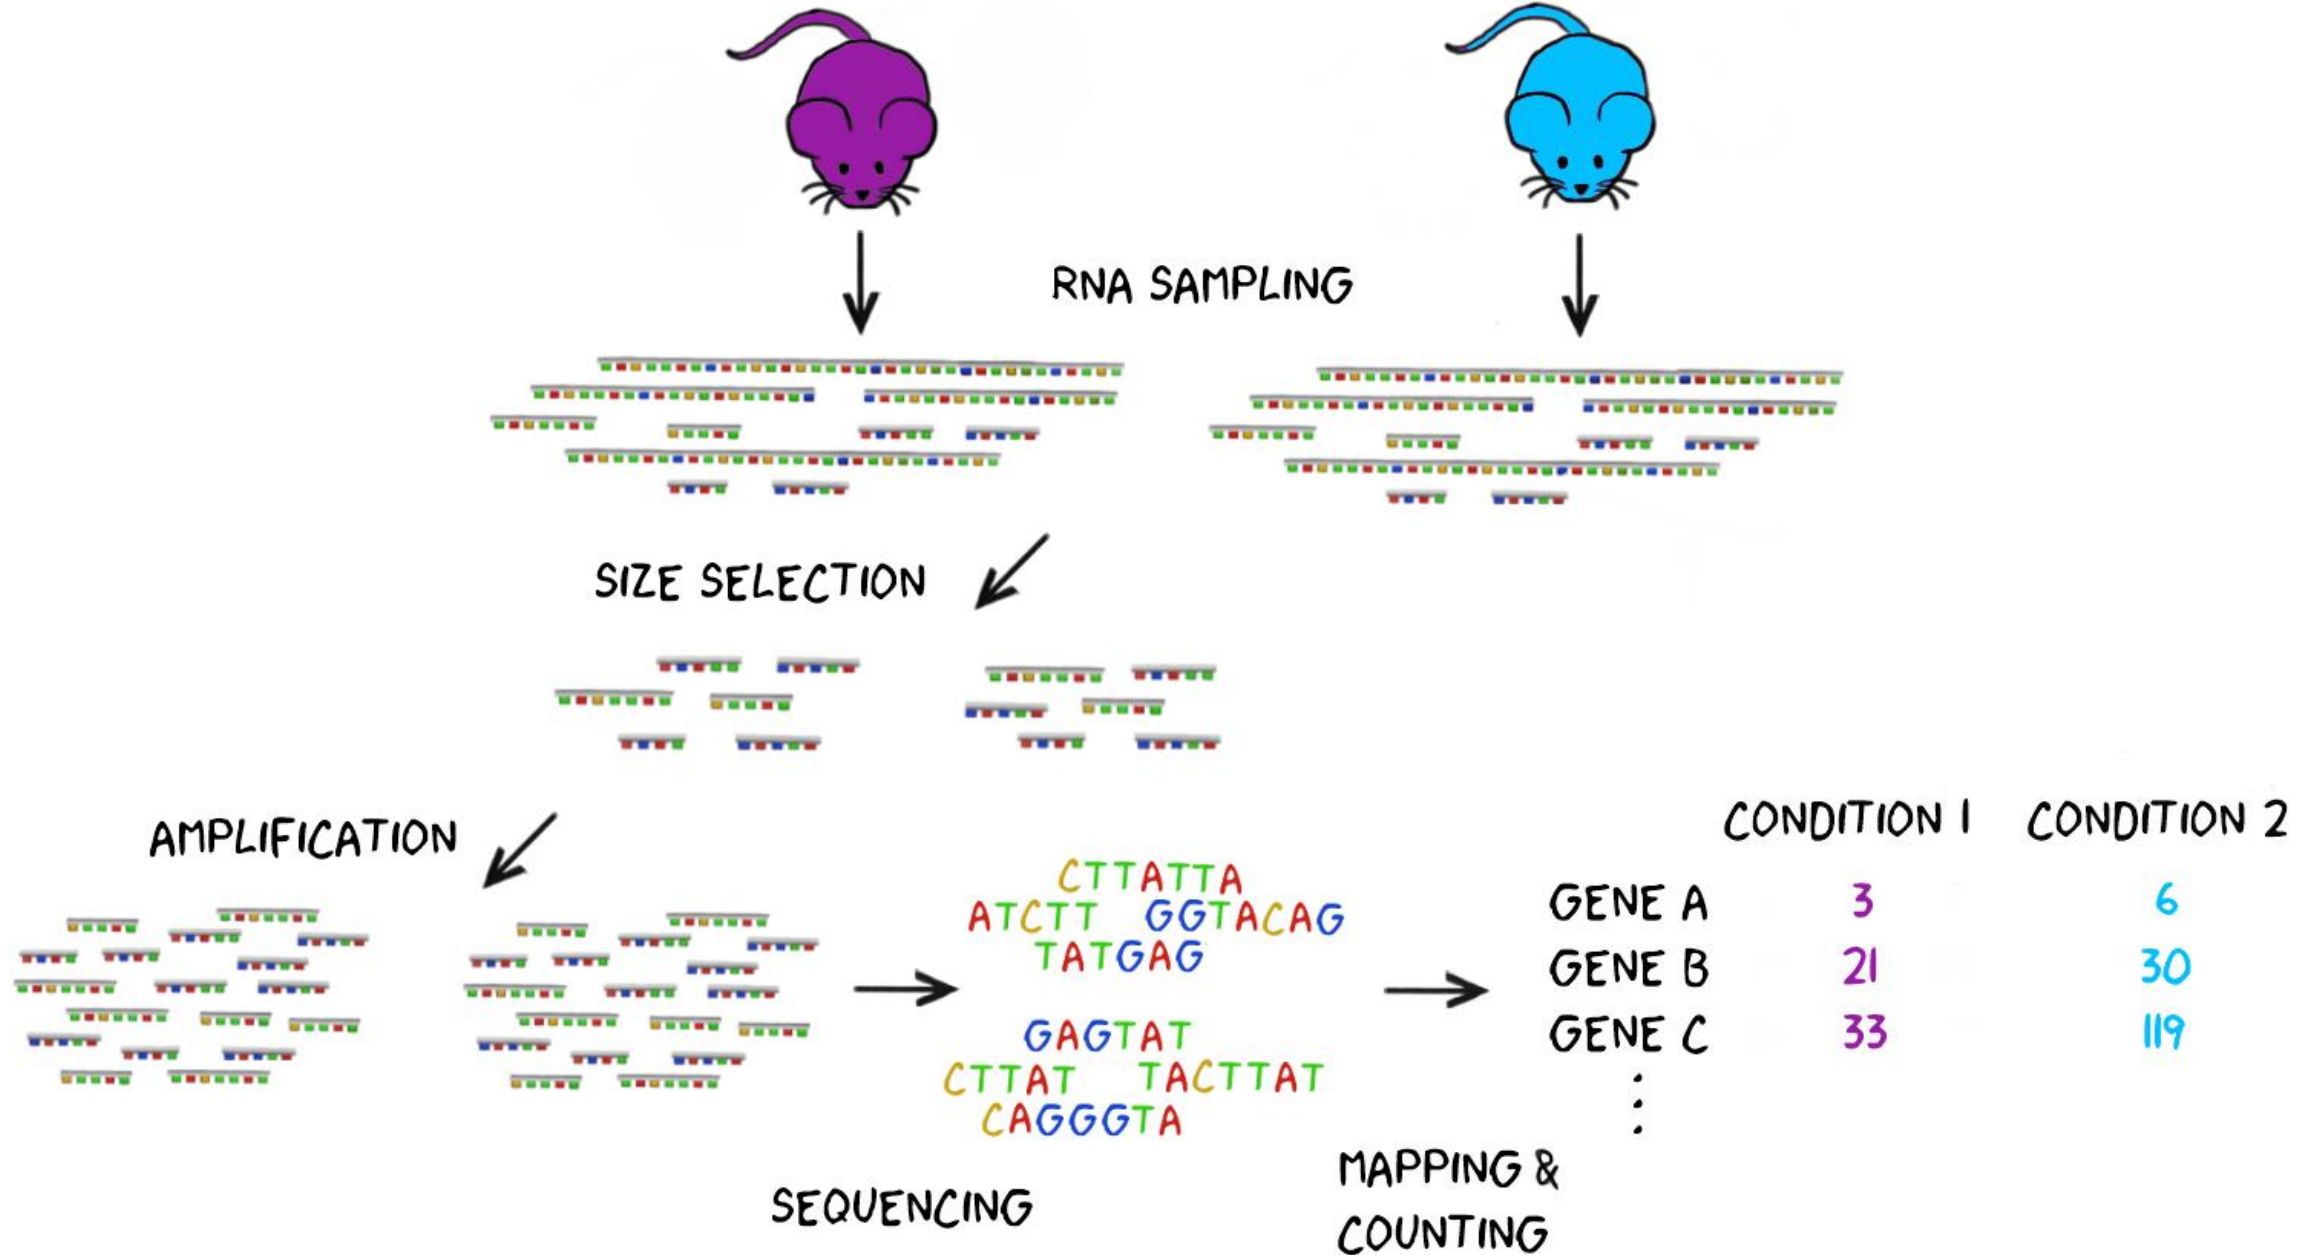 RNA SAMPLING
SIZE SELECTION
AMPLIFICATION
CTTATTA
ATCTT GGTACAG
TATGAG
GAGTAT
CTTAT TACTTAT
CAGGGTA
SEQUENCING
CONDITION 1 CONDITION 2
GENE A 3 6
GENE B 21 30
GENE C 33 119
MAPPING &
COUNTING